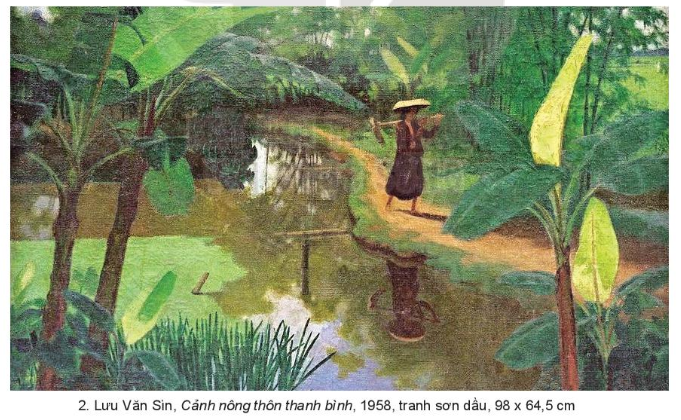 2. Lưu Văn Sin, Cảnh nông thôn thanh bình, 1958, tranh sơn dầu, 98 x 64,5 cm